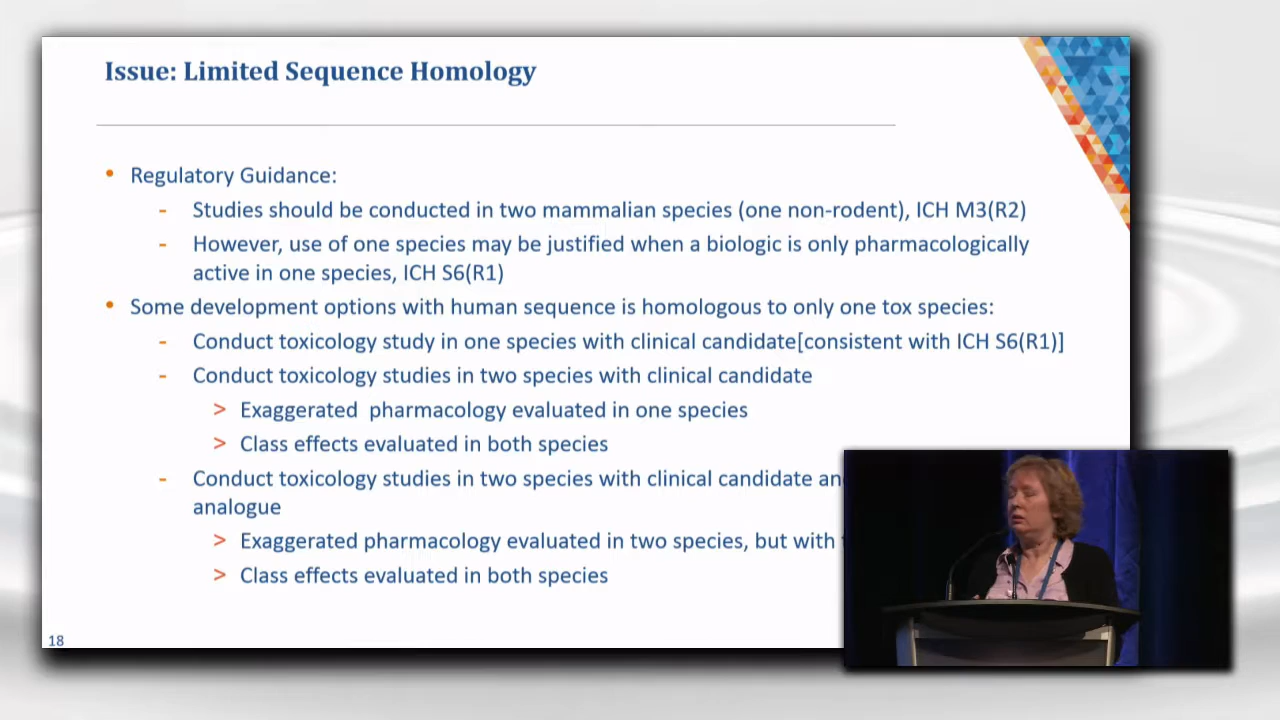 Issue: Limited Sequence Homology
• Regulatory Guidance:
- Studies should be conducted in two mammalian species (one non-rodent), ICH M3(R2)
- However, use of one species may be justified when a biologic is only pharmacologically
active in one species, ICH S6(R1)
• Some development options with human sequence is homologous to only one tox species:
- Conduct toxicology study in one species with clinical candidate[consistent with ICH S6(R1)]
- Conduct toxicology studies in two species with clinical candidate
> Exaggerated pharmacology evaluated in one species
> Class effects evaluated in both species
- Conduct toxicology studies in two species with clinical candidate
analogue
> Exaggerated pharmacology evaluated in two species, but with
> Class effects evaluated in both species
18